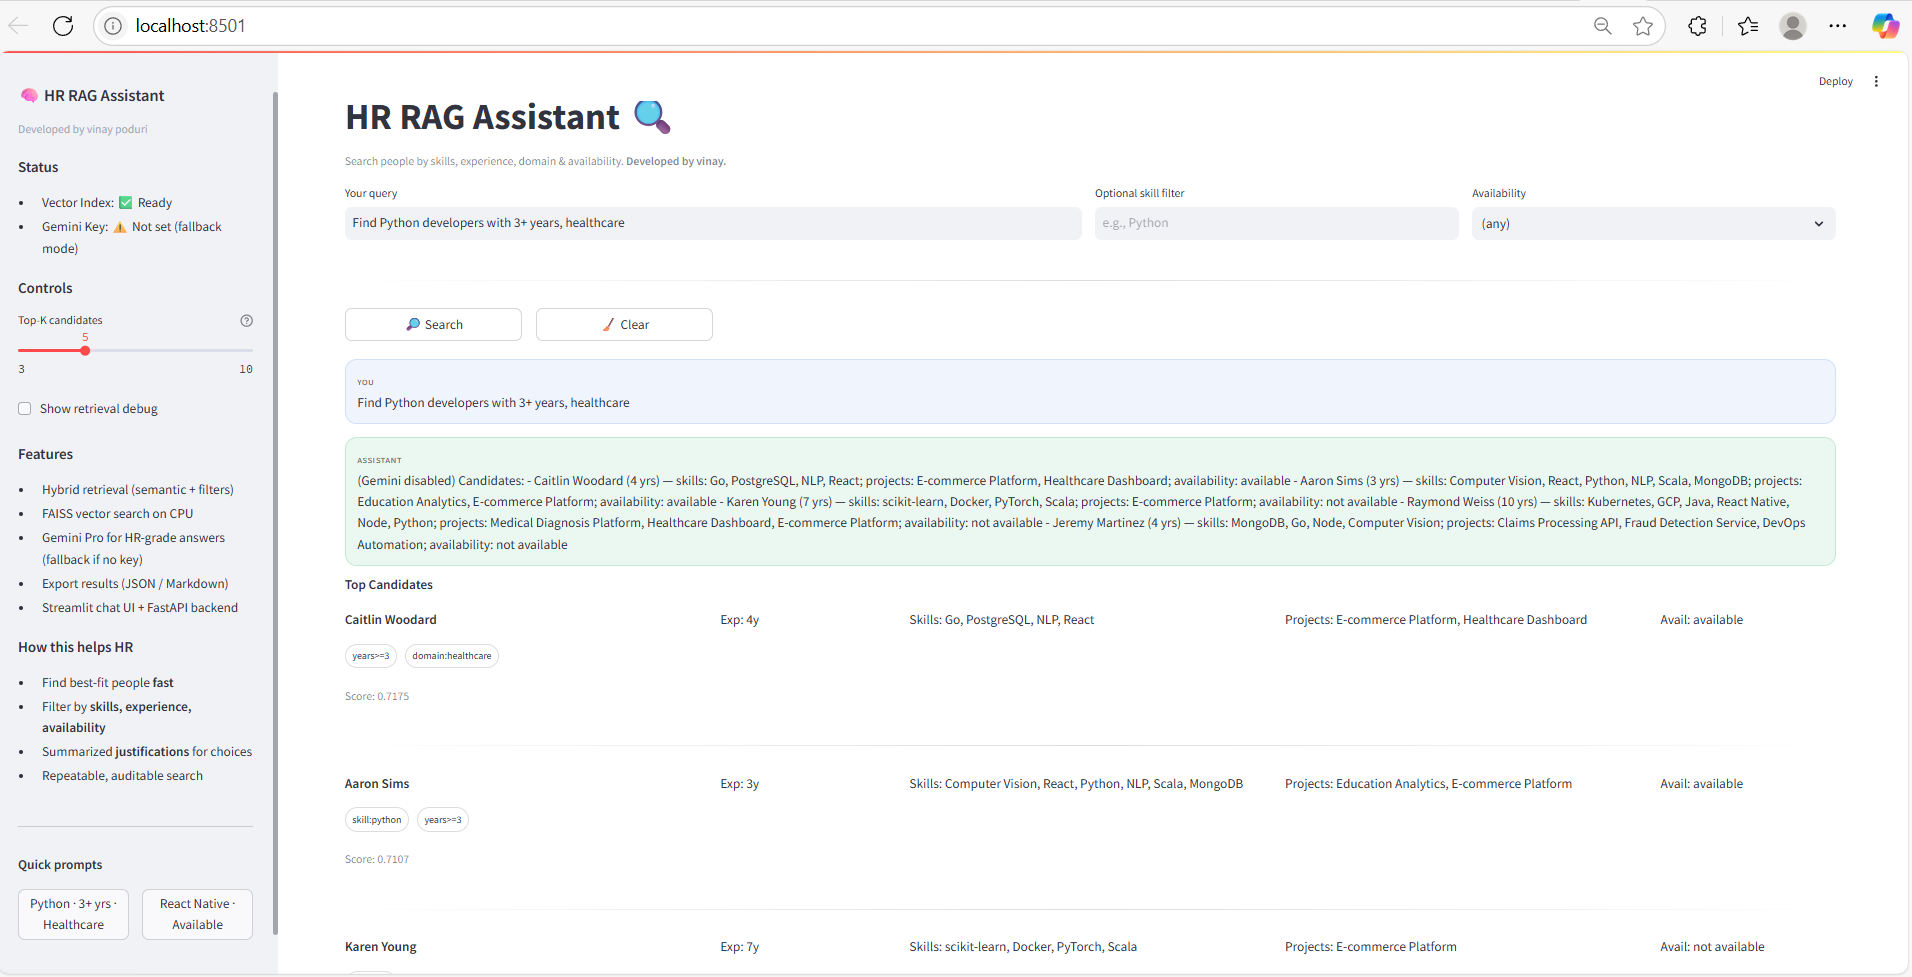 localhost:8501
HR RAG Assistant
Developed by vinay poduri
Status
Vector Index: ✅ Ready
Gemini Key: ⚠️ Not set (fallback
mode)
Controls
Top-K candidates
5
3 10
Show retrieval debug
Features
Hybrid retrieval (semantic + filters)
FAISS vector search on CPU
Gemini Pro for HR-grade answers
(fallback if no key)
Export results (JSON / Markdown)
Streamlit chat UI + FastAPI backend
How this helps HR
Find best-fit people fast
Filter by skills, experience,
availability
Summarized justifications for choices
Repeatable, auditable search
Quick prompts
Python · 3+ yrs ·
Healthcare
React Native ·
Available
Deploy
HR RAG Assistant
Search people by skills, experience, domain & availability. Developed by vinay.
Your query
Find Python developers with 3+ years, healthcare
Optional skill filter
e.g., Python
Availability
(any)
Search
Clear
YOU
Find Python developers with 3+ years, healthcare
ASSISTANT
(Gemini disabled) Candidates: - Caitlin Woodard (4 yrs) — skills: Go, PostgreSQL, NLP, React; projects: E-commerce Platform, Healthcare Dashboard; availability: available - Aaron Sims (3 yrs) — skills: Computer Vision, React, Python, NLP, Scala, MongoDB; projects:
Education Analytics, E-commerce Platform; availability: available - Karen Young (7 yrs) — skills: scikit-learn, Docker, PyTorch, Scala; projects: E-commerce Platform; availability: not available - Raymond Weiss (10 yrs) — skills: Kubernetes, GCP, Java, React Native,
Node, Python; projects: Medical Diagnosis Platform, Healthcare Dashboard, E-commerce Platform; availability: not available - Jeremy Martinez (4 yrs) — skills: MongoDB, Go, Node, Computer Vision; projects: Claims Processing API, Fraud Detection Service, DevOps
Automation; availability: not available
Top Candidates
Caitlin Woodard Exp: 4y Skills: Go, PostgreSQL, NLP, React Projects: E-commerce Platform, Healthcare Dashboard Avail: available
years>=3 domain:healthcare
Score: 0.7175
Aaron Sims Exp: 3y Skills: Computer Vision, React, Python, NLP, Scala, MongoDB Projects: Education Analytics, E-commerce Platform Avail: available
skill:python years>=3
Score: 0.7107
Karen Young Exp: 7y Skills: scikit-learn, Docker, PyTorch, Scala Projects: E-commerce Platform Avail: not available